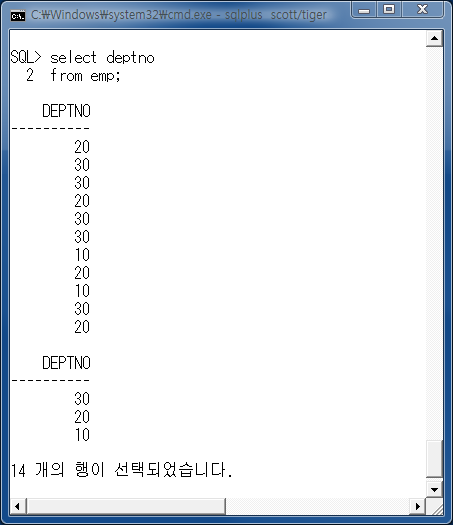 C:₩Windows₩system32₩cmd.exe - sqlplus  scott/tiger
SQL> select deptno
  2  from emp;
    DEPTNO
----------
        20
        30
        30
        20
        30
        30
        10
        20
        10
        30
        20
    DEPTNO
----------
        30
        20
        10
14 개의 행이 선택되었습니다.